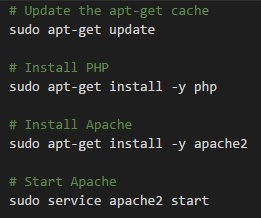 # Update the apt-get cache
sudo apt-get update
# Install PHP
sudo apt-get install -y php
# Install Apache
sudo apt-get install -y apache2
# Start Apache
sudo service apache2 start